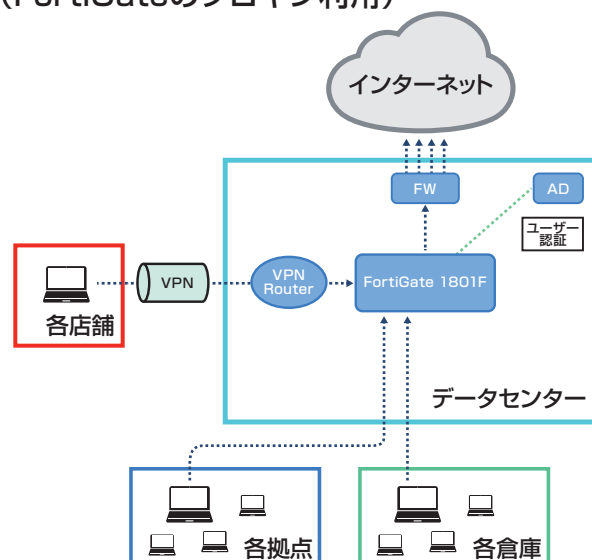 (FortiGateのプロキシ利用)
インターネット
FW
AD
ユーザー
認証
VPN
VPN
Router
FortiGate 1801F
各店舗
データセンター
各拠点
各倉庫